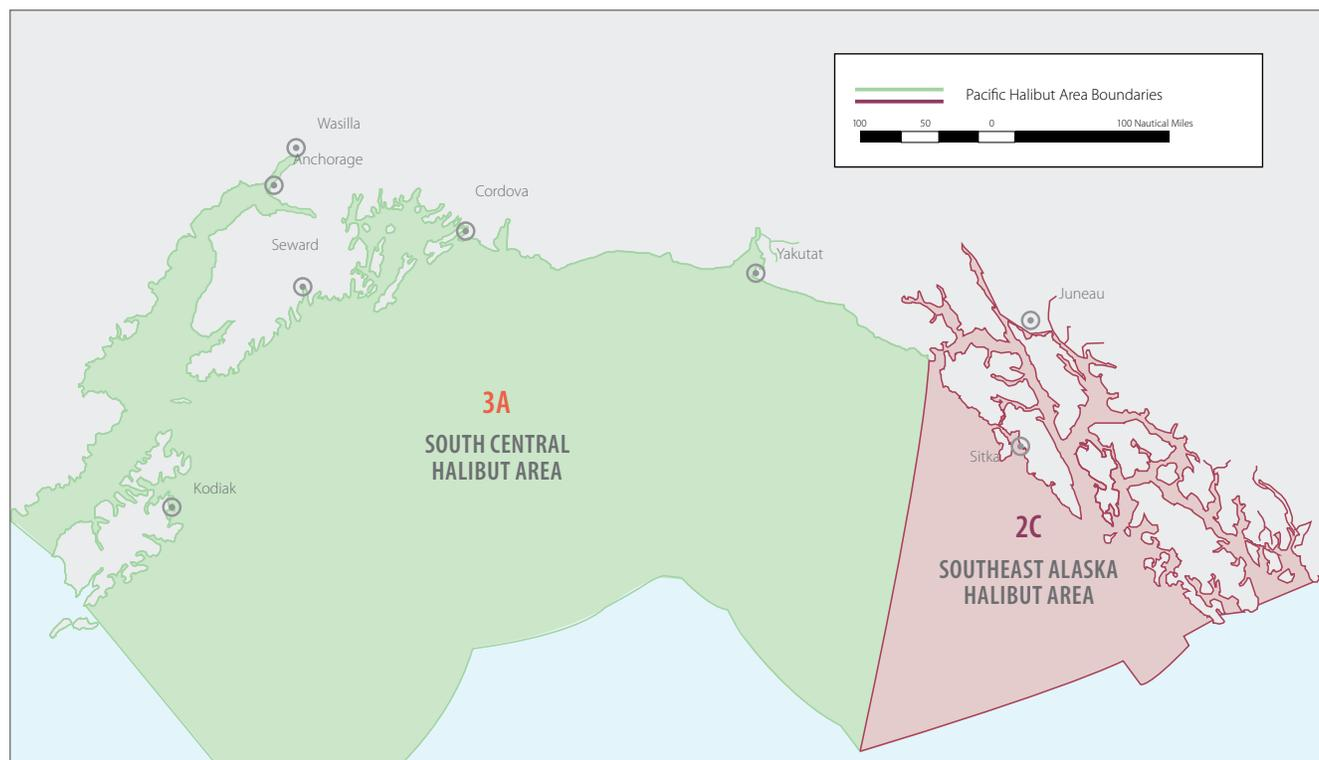 Pacific Halibut Area Boundaries
100 50 0 100 Nautical Miles
Wasilla
Anchorage
Cordova
Seward
Yakutat
Juneau
3A
SOUTH CENTRAL
HALIBUT AREA
Sitka
Kodiak
2C
SOUTHEAST ALASKA
HALIBUT AREA